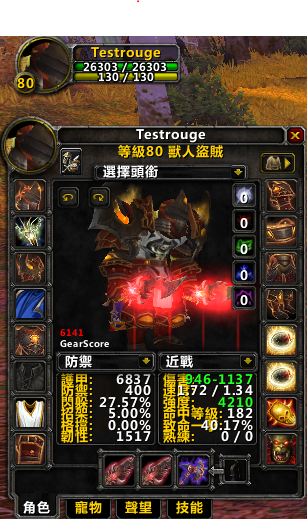 Testrouge
26303 / 26303
130 / 130
80
Testrouge
等級80 獸人盜賊
選擇頭銜
0
0
0
0
0
6141
GearScore
防禦
近戰
護甲: 6837
防禦: 400
閃躲: 27.57%
招架: 5.00%
格擋: 0.00%
韌性: 1517
傷害: 946-1137
1.72 / 1.34
強度: 4210
命中等級: 182
致命 40.17%
熟練: 0 / 0
角色
寵物
聲望
技能